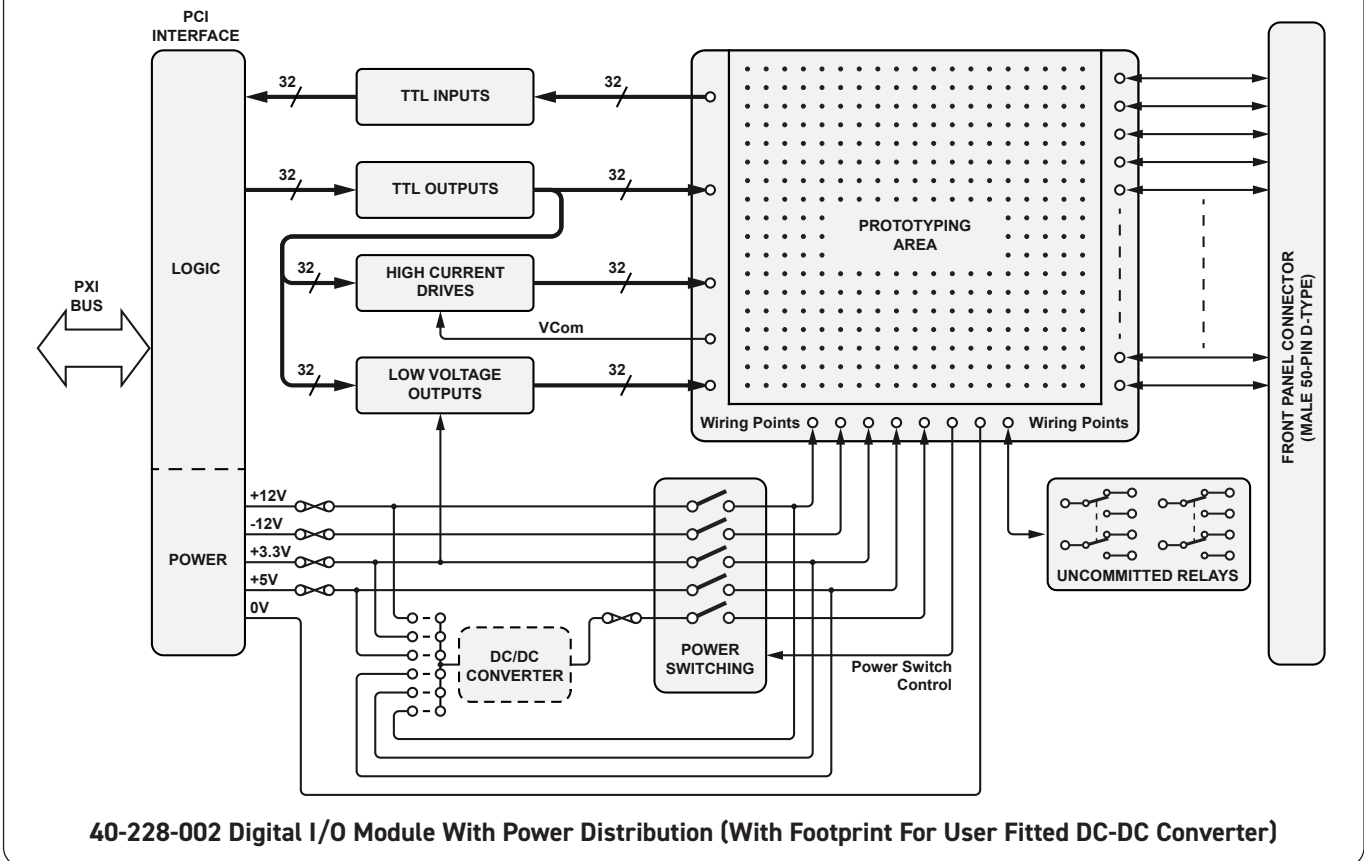 PCI
INTERFACE
32
TTL INPUTS
32
32
TTL OUTPUTS
32
PROTOTYPING
AREA
LOGIC
32
HIGH CURRENT
DRIVES
32
PXI
BUS
VCom
32
LOW VOLTAGE
OUTPUTS
32
Wiring Points
Wiring Points
FRONT PANEL CONNECTOR
(MALE 50-PIN D-TYPE)
+12V
-12V
+3.3V
POWER
+5V
0V
UNCOMMITTED RELAYS
DC/DC
CONVERTER
POWER
SWITCHING
Power Switch
Control
40-228-002 Digital I/O Module With Power Distribution (With Footprint For User Fitted DC-DC Converter)